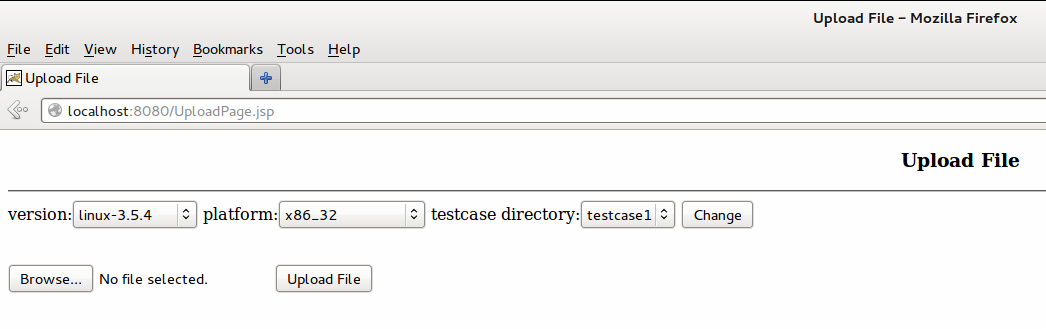 Upload File - Mozilla Firefox
File Edit View History Bookmarks Tools Help
Upload File
localhost:8080/UploadPage.jsp
Upload File
version: linux-3.5.4 platform: x86_32 testcase directory: testcase1 Change
Browse... No file selected. Upload File